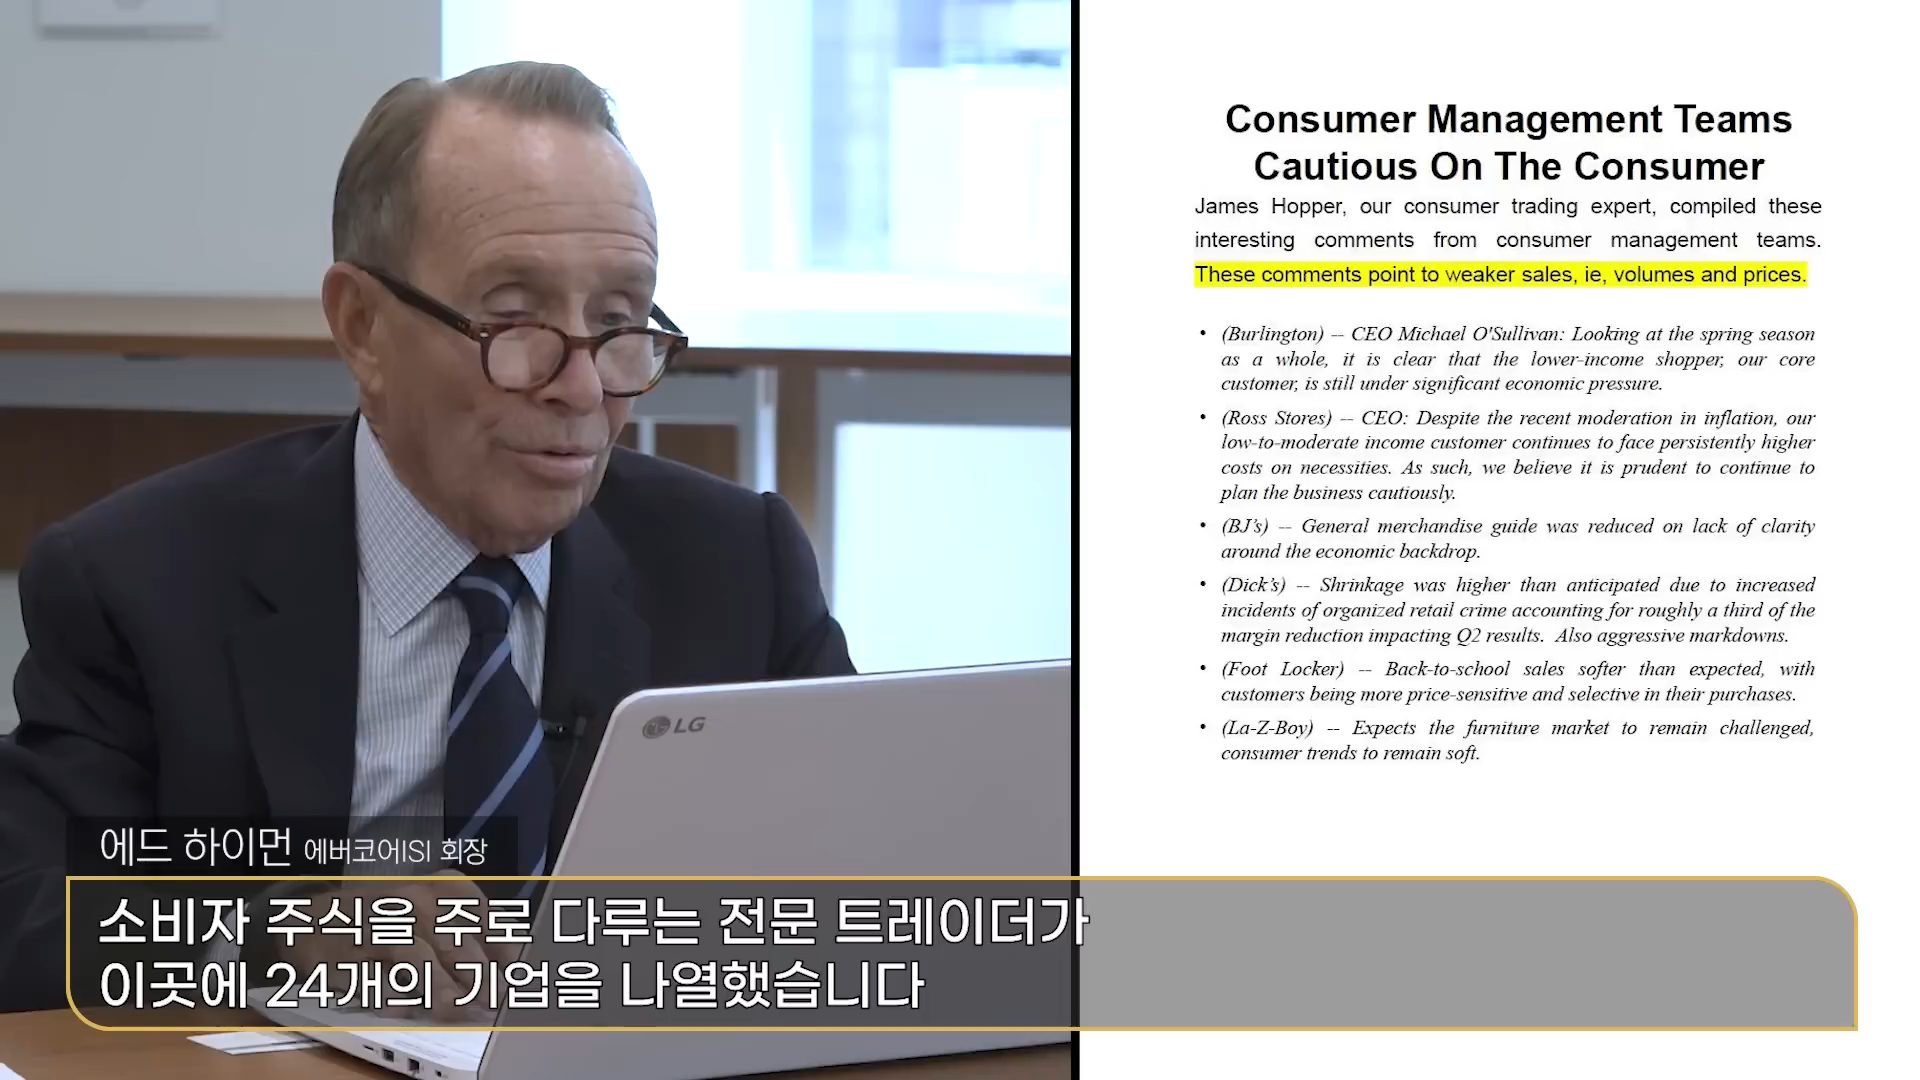 Consumer Management Teams
Cautious On The Consumer
James Hopper, our consumer trading expert, compiled these
interesting comments from consumer management teams.
These comments point to weaker sales, ie, volumes and prices.
• (Burlington) -- CEO Michael O'Sullivan: Looking at the spring season
as a whole, it is clear that the lower-income shopper, our core
customer, is still under significant economic pressure.
• (Ross Stores) -- CEO: Despite the recent moderation in inflation, our
low-to-moderate income customer continues to face persistently higher
costs on necessities. As such, we believe it is prudent to continue to
plan the business cautiously.
• (BJ's) -- General merchandise guide was reduced on lack of clarity
around the economic backdrop.
• (Dick's) -- Shrinkage was higher than anticipated due to increased
incidents of organized retail crime accounting for roughly a third of the
margin reduction impacting Q2 results. Also aggressive markdowns.
• (Foot Locker) -- Back-to-school sales softer than expected, with
customers being more price-sensitive and selective in their purchases.
• (La-Z-Boy) -- Expects the furniture market to remain challenged,
consumer trends to remain soft.
LG
에드 하이먼 에버코어ISI 회장
소비자 주식을 주로 다루는 전문 트레이더가
이곳에 24개의 기업을 나열했습니다